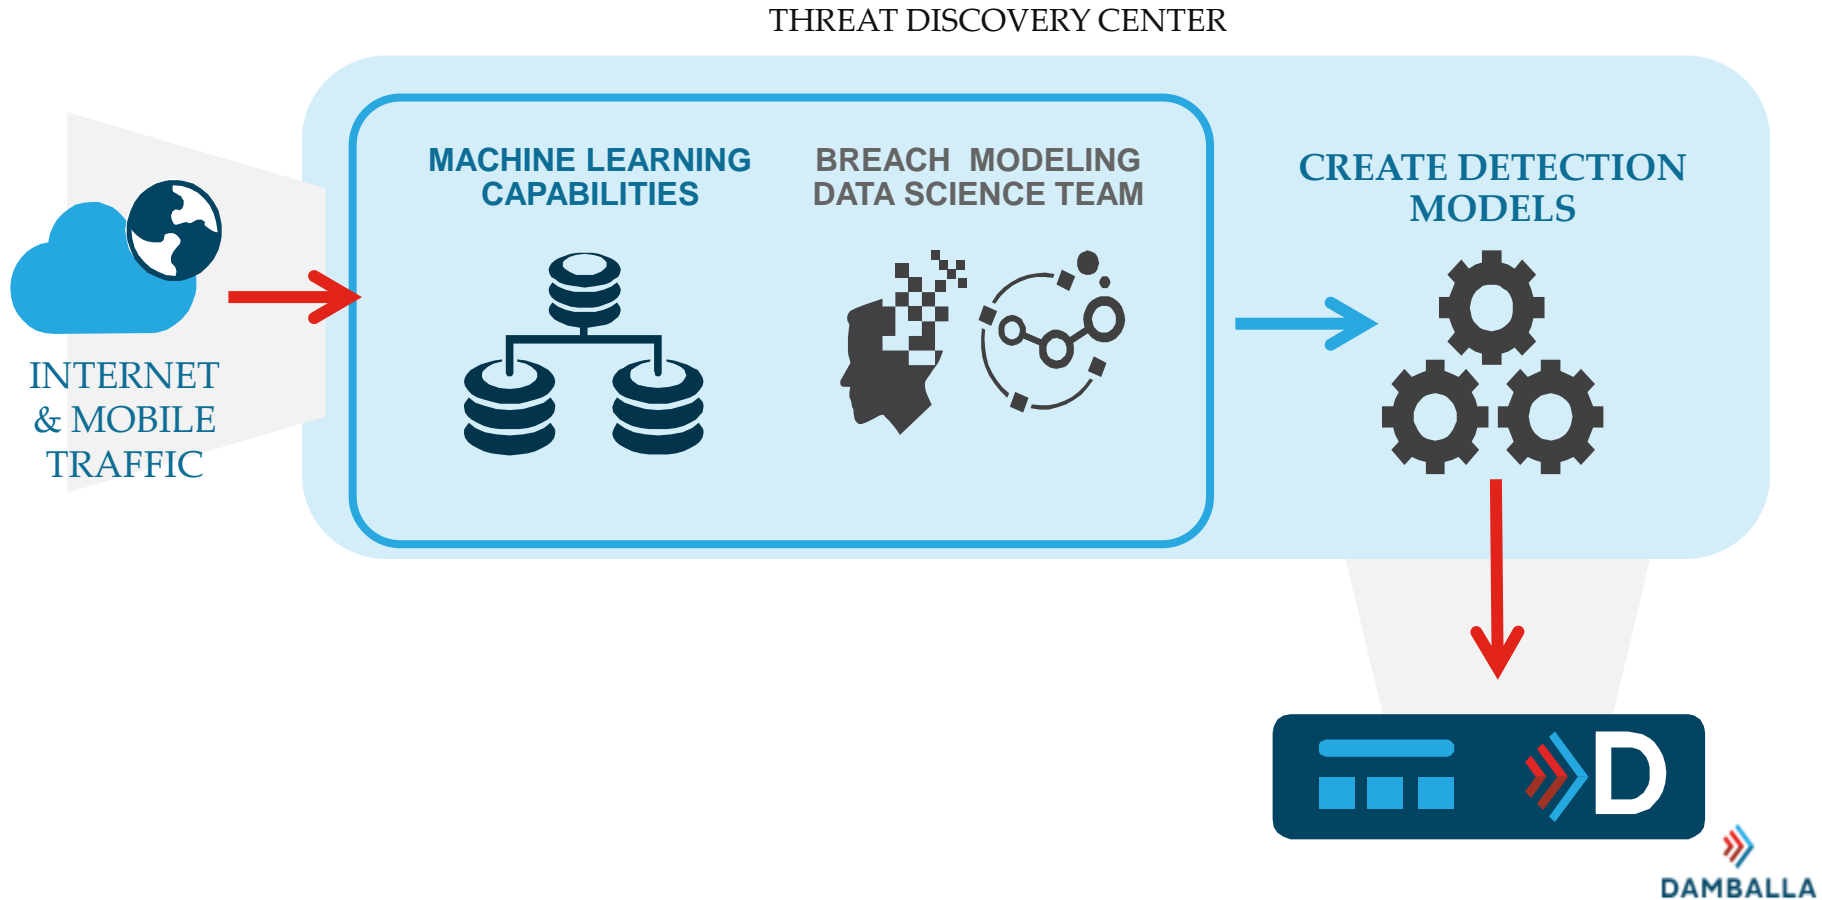 THREAT DISCOVERY CENTER
MACHINE LEARNING
CAPABILITIES
BREACH MODELING
DATA SCIENCE TEAM
CREATE DETECTION
MODELS
INTERNET
& MOBILE
TRAFFIC
D
DAMBALLA